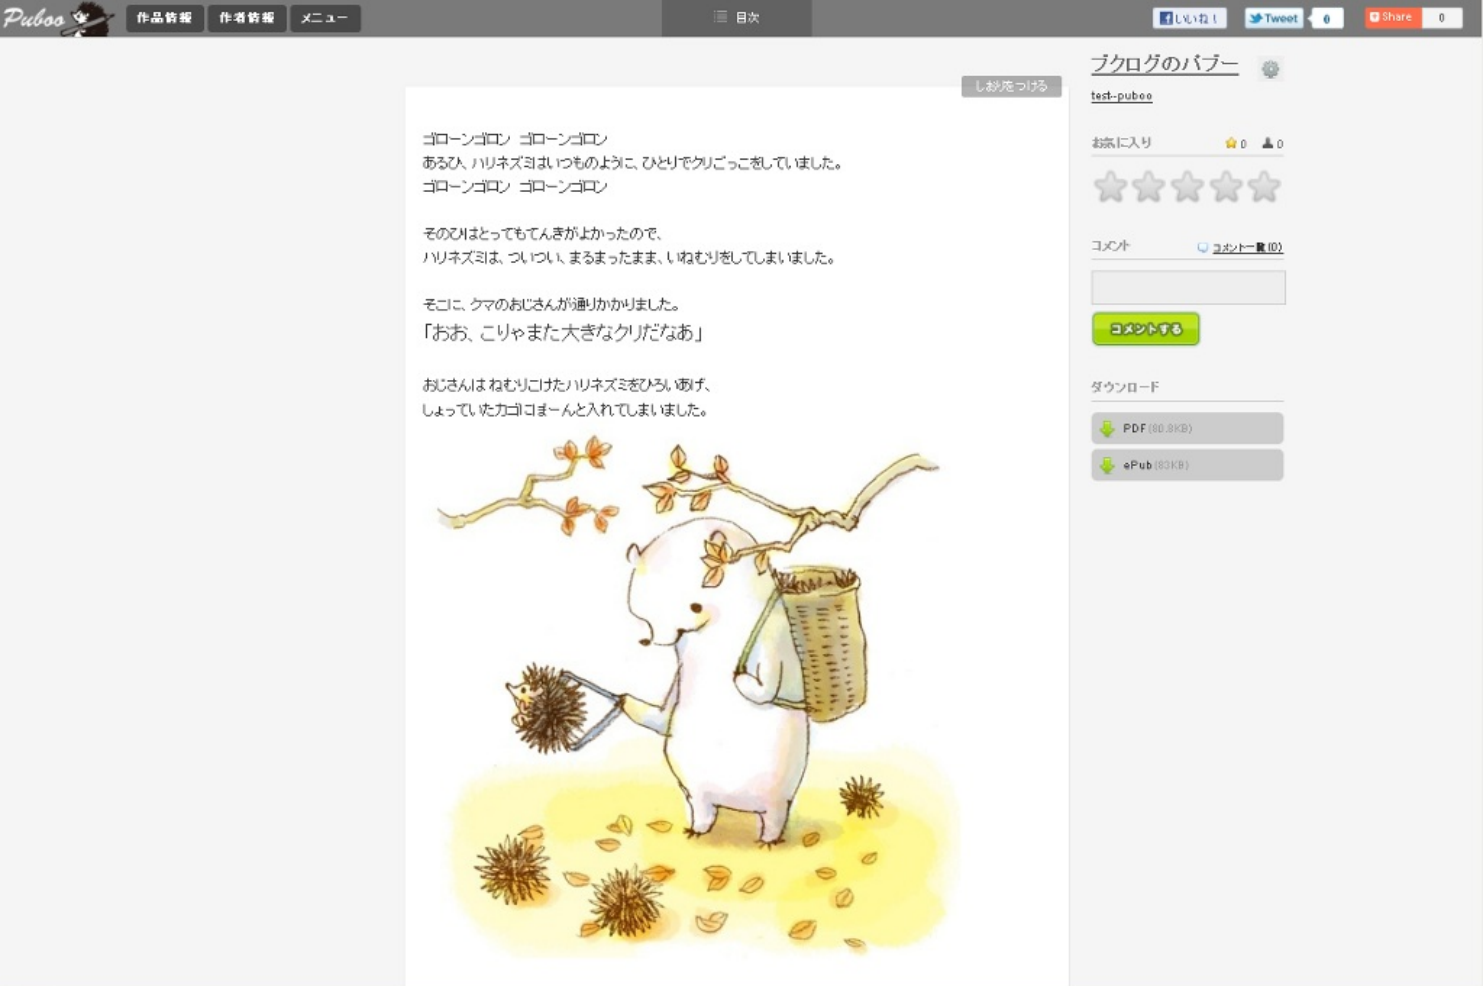 Puboo
作品情報
作者情報
メニュー
目次
いいね！
Tweet
0
Share
0
しおりをつける
ゴローンゴロン ゴローンゴロン
あるひ、ハリネズミはいつものように、ひとりでクリごっこをしていました。
ゴローンゴロン ゴローンゴロン
そのひはとってもてんきがよかったので、
ハリネズミは、ついつい、まるまったまま、いねむりをしてしまいました。
そこに、クマのおじさんが通りかかりました。
「おお、こりゃまた大きなクリだなあ」
おじさんはねむりこけたハリネズミをひろいあげ、
しょっていたカゴにぽーんと入れてしまいました。
ブクログのパブー
test-puboo
お気に入り
0
0
コメント
コメント一覧(0)
コメントする
ダウンロード
PDF(80.8KB)
ePub(83KB)